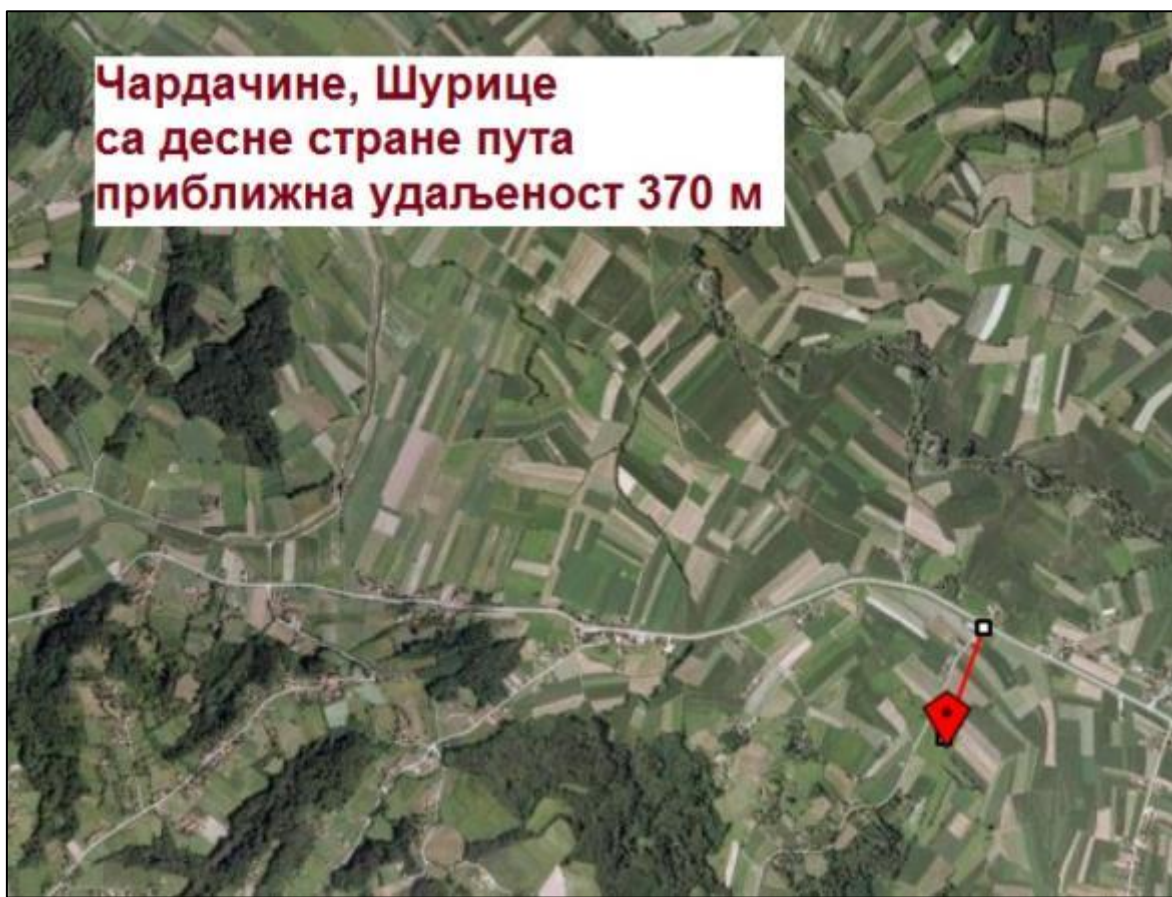 Чардачине, Шурице
са десне стране пута
приближна удаљеност 370 м